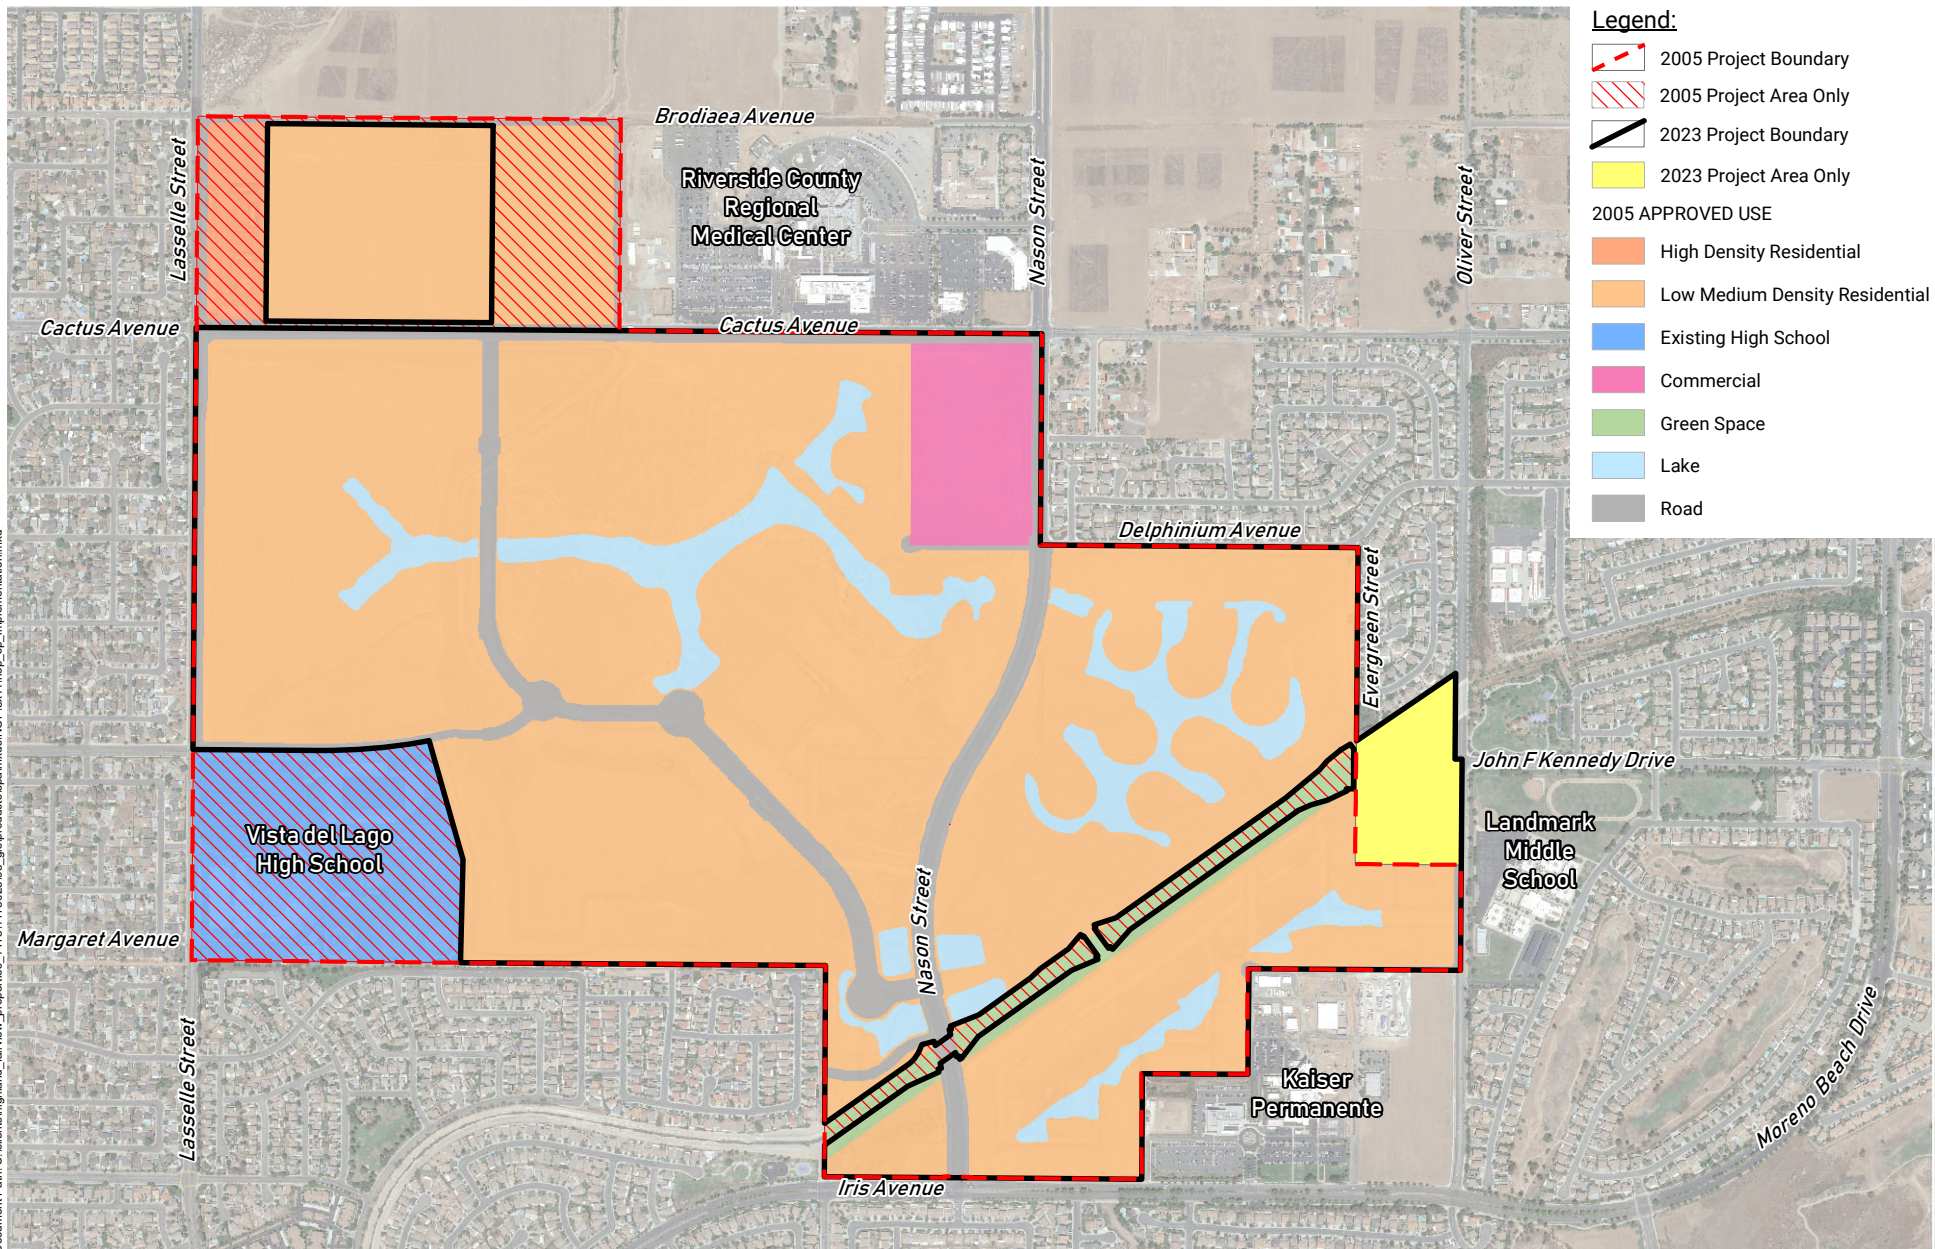 Legend:
2005 Project Boundary
2005 Project Area Only
2023 Project Boundary
2023 Project Area Only
2005 APPROVED USE
High Density Residential
Low Medium Density Residential
Existing High School
Commercial
Green Space
Lake
Road
Brodiaea Avenue
Riverside County
Regional
Medical Center
Lasselle Street
Nason Street
Oliver Street
Cactus Avenue
Cactus Avenue
Delphinium Avenue
Evergreen Street
John F Kennedy Drive
Vista del Lago
High School
Landmark
Middle
School
Margaret Avenue
Nason Street
Lasselle Street
Kaiser
Permanente
Moreno Beach Drive
Iris Avenue